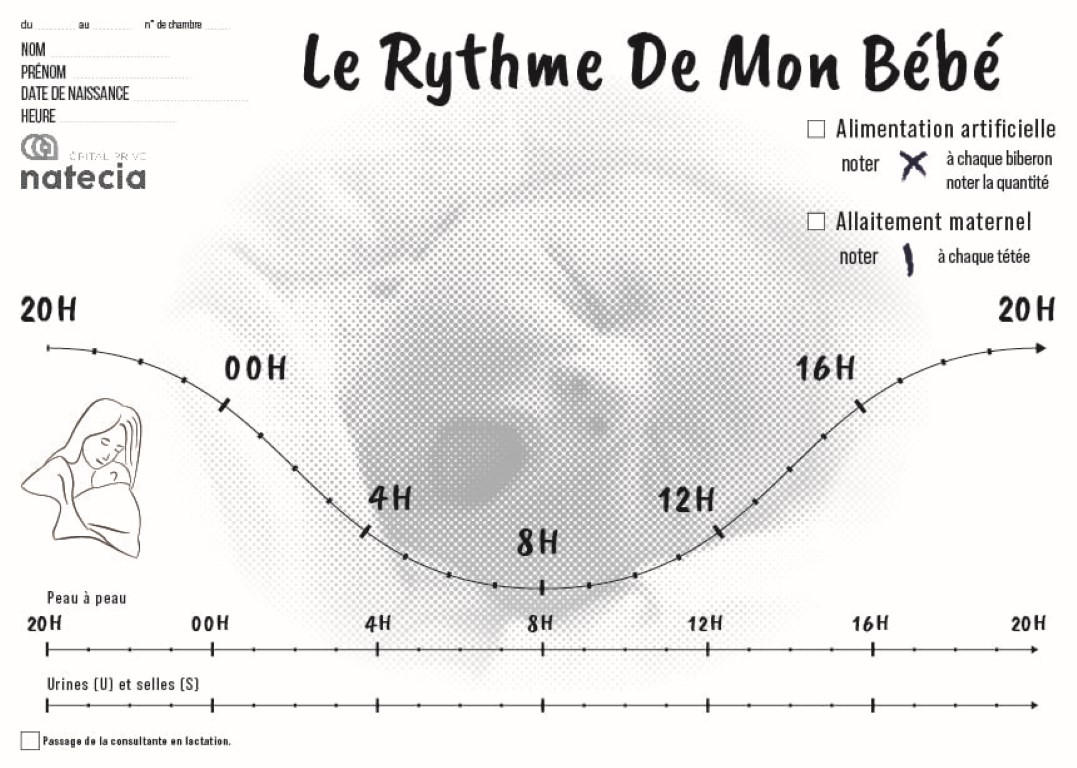 du au n° de chambre
NOM
PRÉNOM
DATE DE NAISSANCE
HEURE
natecia
Le Rythme De Mon Bébé
Alimentation artificielle
noter à chaque biberon
noter la quantité
Allaitement maternel
noter à chaque tétée
20H 20H
00H 16H
4H 12H
8H
Peau à peau
20H 00H 4H 8H 12H 16H 20H
Urines (U) et selles (S)
Passage de la consultante en lactation.